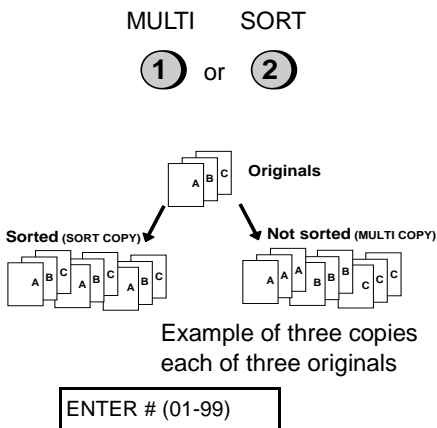 MULTI SORT
1 or 2
A B C Originals
Sorted (SORT COPY) Not sorted (MULTI COPY)
A B C A B C A B C A A A B B B C C C
Example of three copies
each of three originals
ENTER # (01-99)